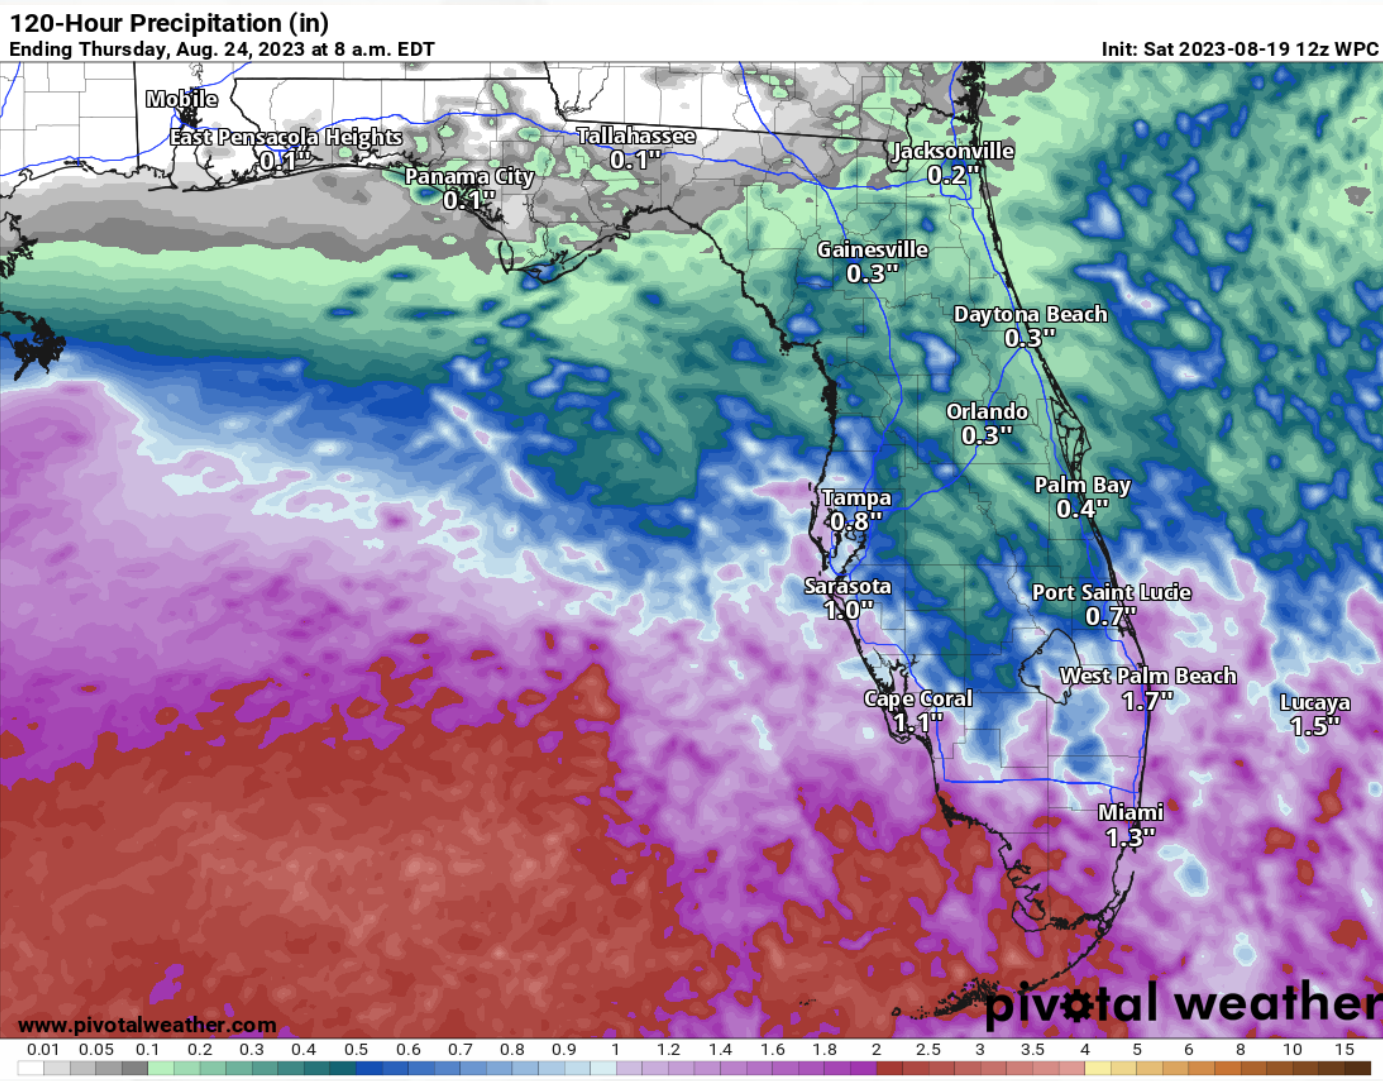 120-Hour Precipitation (in)
Ending Thursday, Aug. 24, 2023 at 8 a.m. EDT
Init: Sat 2023-08-19 12z WPC
Mobile
East Pensacola Heights
0.1"
Tallahassee
0.1"
Panama City
0.1"
Jacksonville
0.2"
Gainesville
0.3"
Daytona Beach
0.3"
Orlando
0.3"
Palm Bay
0.4"
Tampa
0.8"
Sarasota
1.0"
Port Saint Lucie
0.7"
West Palm Beach
1.7"
Cape Coral
1.1"
Lucaya
1.5"
Miami
1.3"
pivotal weather
www.pivotalweather.com
0.01 0.05 0.1 0.2 0.3 0.4 0.5 0.6 0.7 0.8 0.9 1 1.2 1.4 1.6 1.8 2 2.5 3 3.5 4 5 6 8 10 15